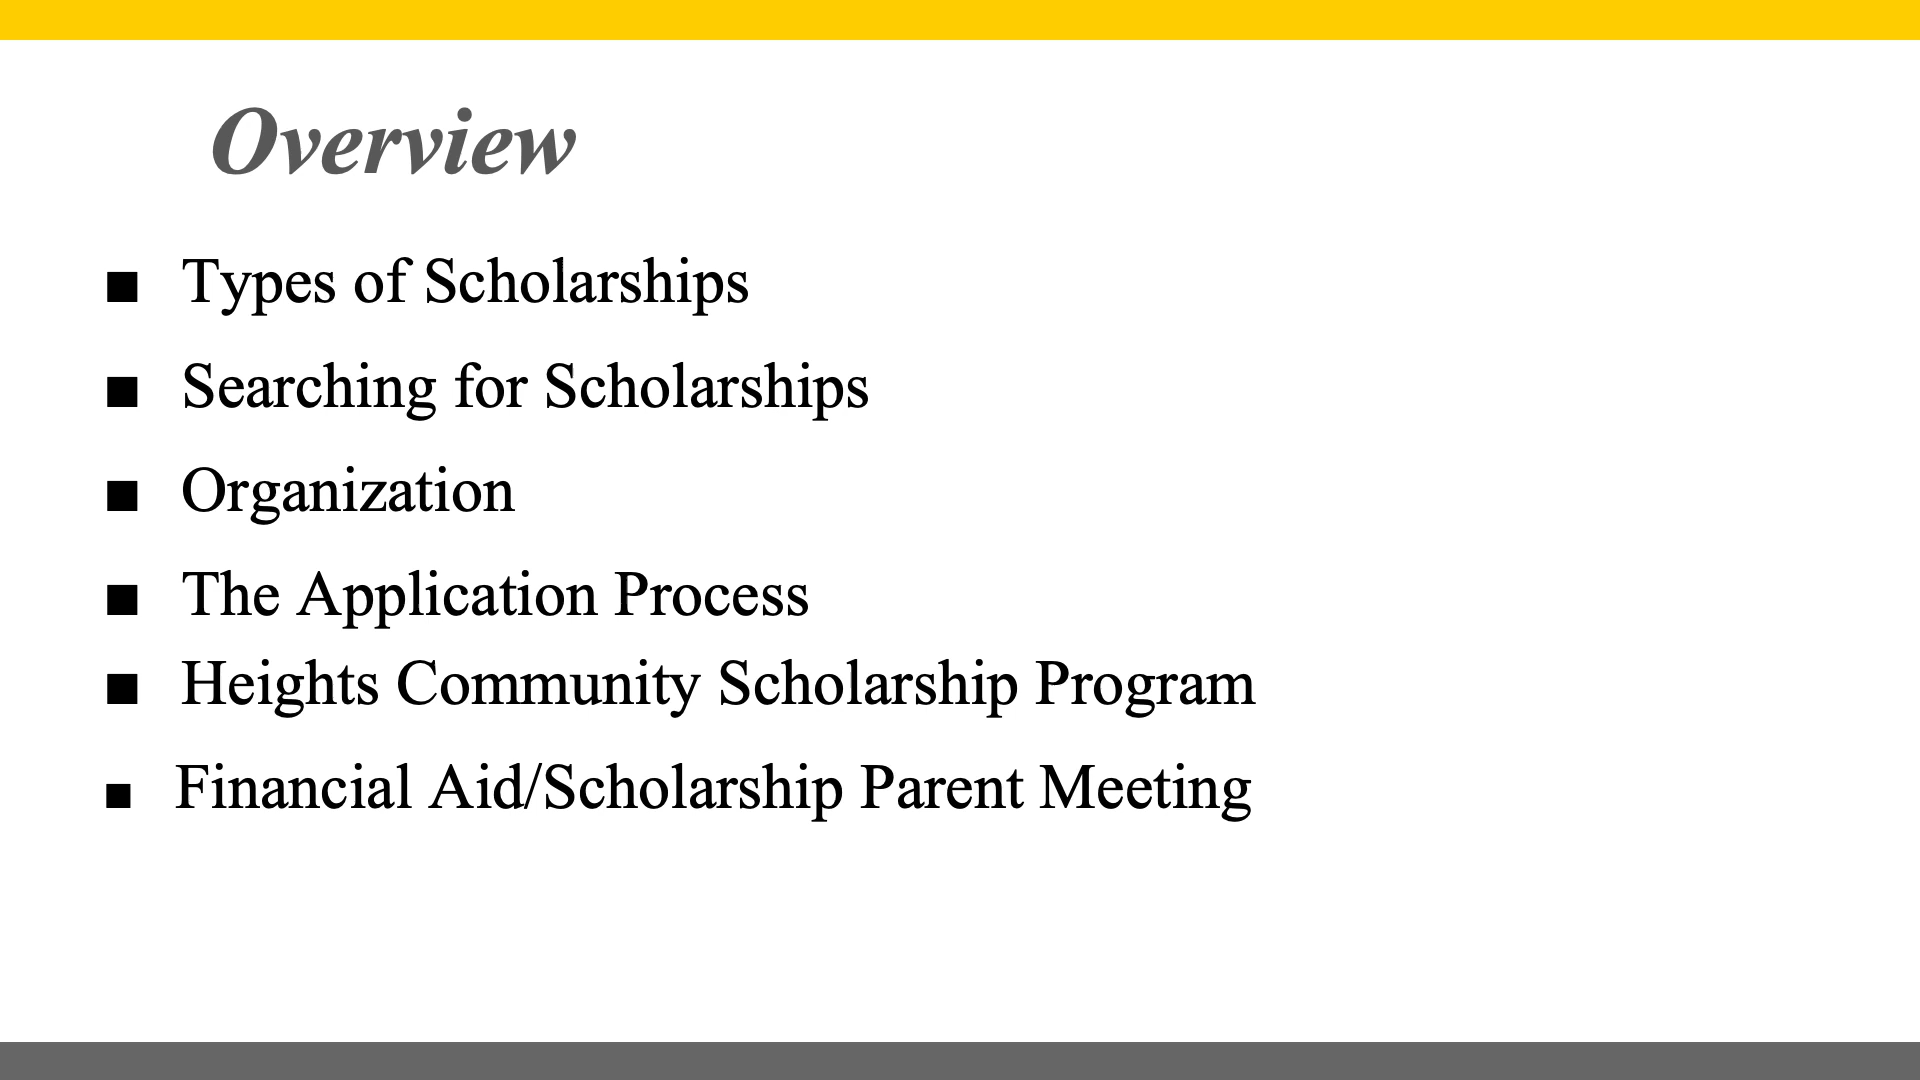 Overview
■ Types of Scholarships
■ Searching for Scholarships
■ Organization
■ The Application Process
■ Heights Community Scholarship Program
■ Financial Aid/Scholarship Parent Meeting